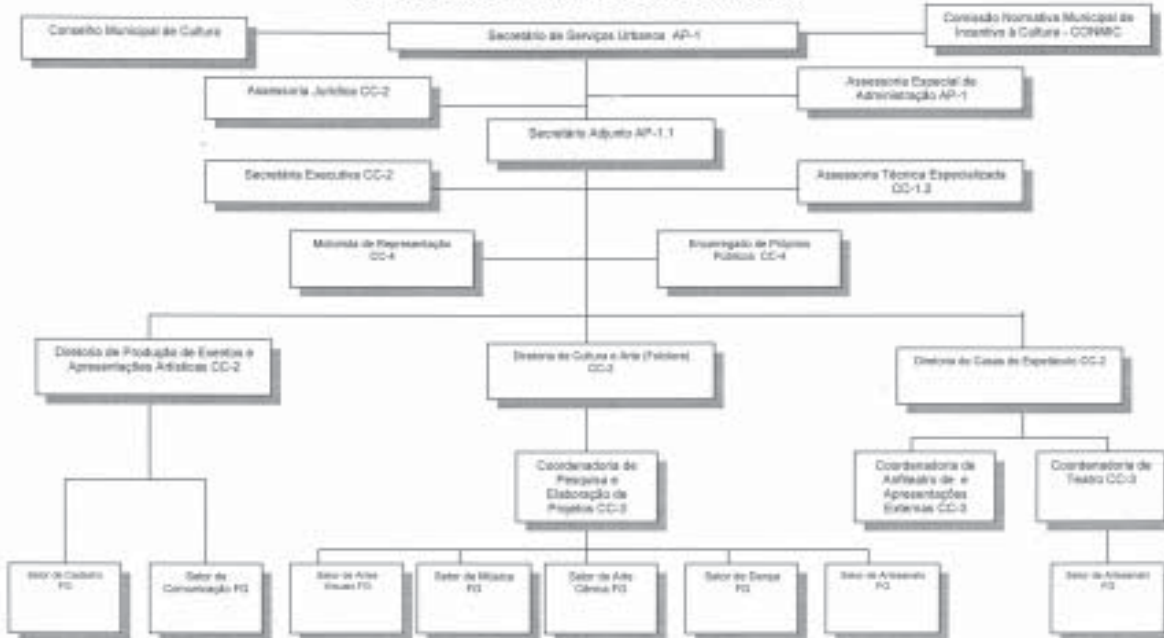 Conselho Municipal de Cultura
Secretário de Serviços Urbanos AP-1
Comissão Normativa Municipal de
Incentivo à Cultura - CONMIC
Assessoria Jurídica CC-2
Assessoria Especial de
Administração AP-1
Secretário Adjunto AP-1.1
Secretária Executiva CC-2
Assessoria Técnica Especializada
CC-1.2
Motorista de Representação
CC-4
Encarregado de Próprios
Públicos CC-4
Diretoria de Produção de Eventos e
Apresentações Artísticas CC-2
Diretoria de Cultura e Arte (Folclore)
CC-2
Diretoria de Casas de Espetáculo CC-2
Coordenadoria de
Pesquisa e
Elaboração de
Projetos CC-3
Coordenadoria de
Anfiteatro de e
Apresentações
Externas CC-3
Coordenadoria de
Teatro CC-3
Setor de Cadastro
FG
Setor de
Comunicação FG
Setor de Artes
Visuais FG
Setor de Música
FG
Setor de Arte
Cênica FG
Setor de Dança
FG
Setor de Artesanato
FG
Setor de Artesanato
FG